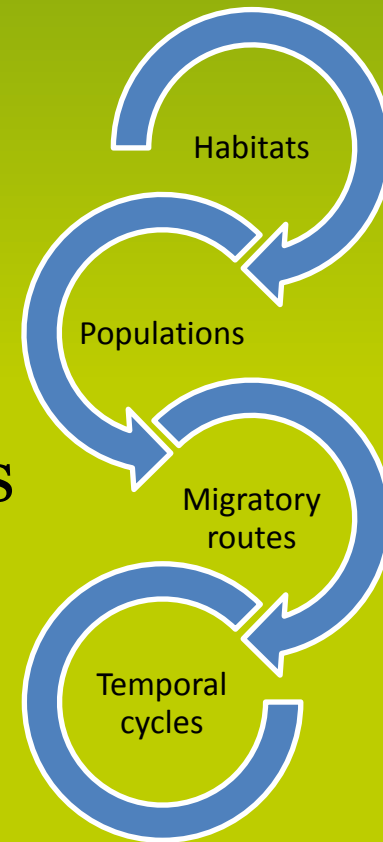 Habitats
Populations
s
Migratory
routes
Temporal
cycles